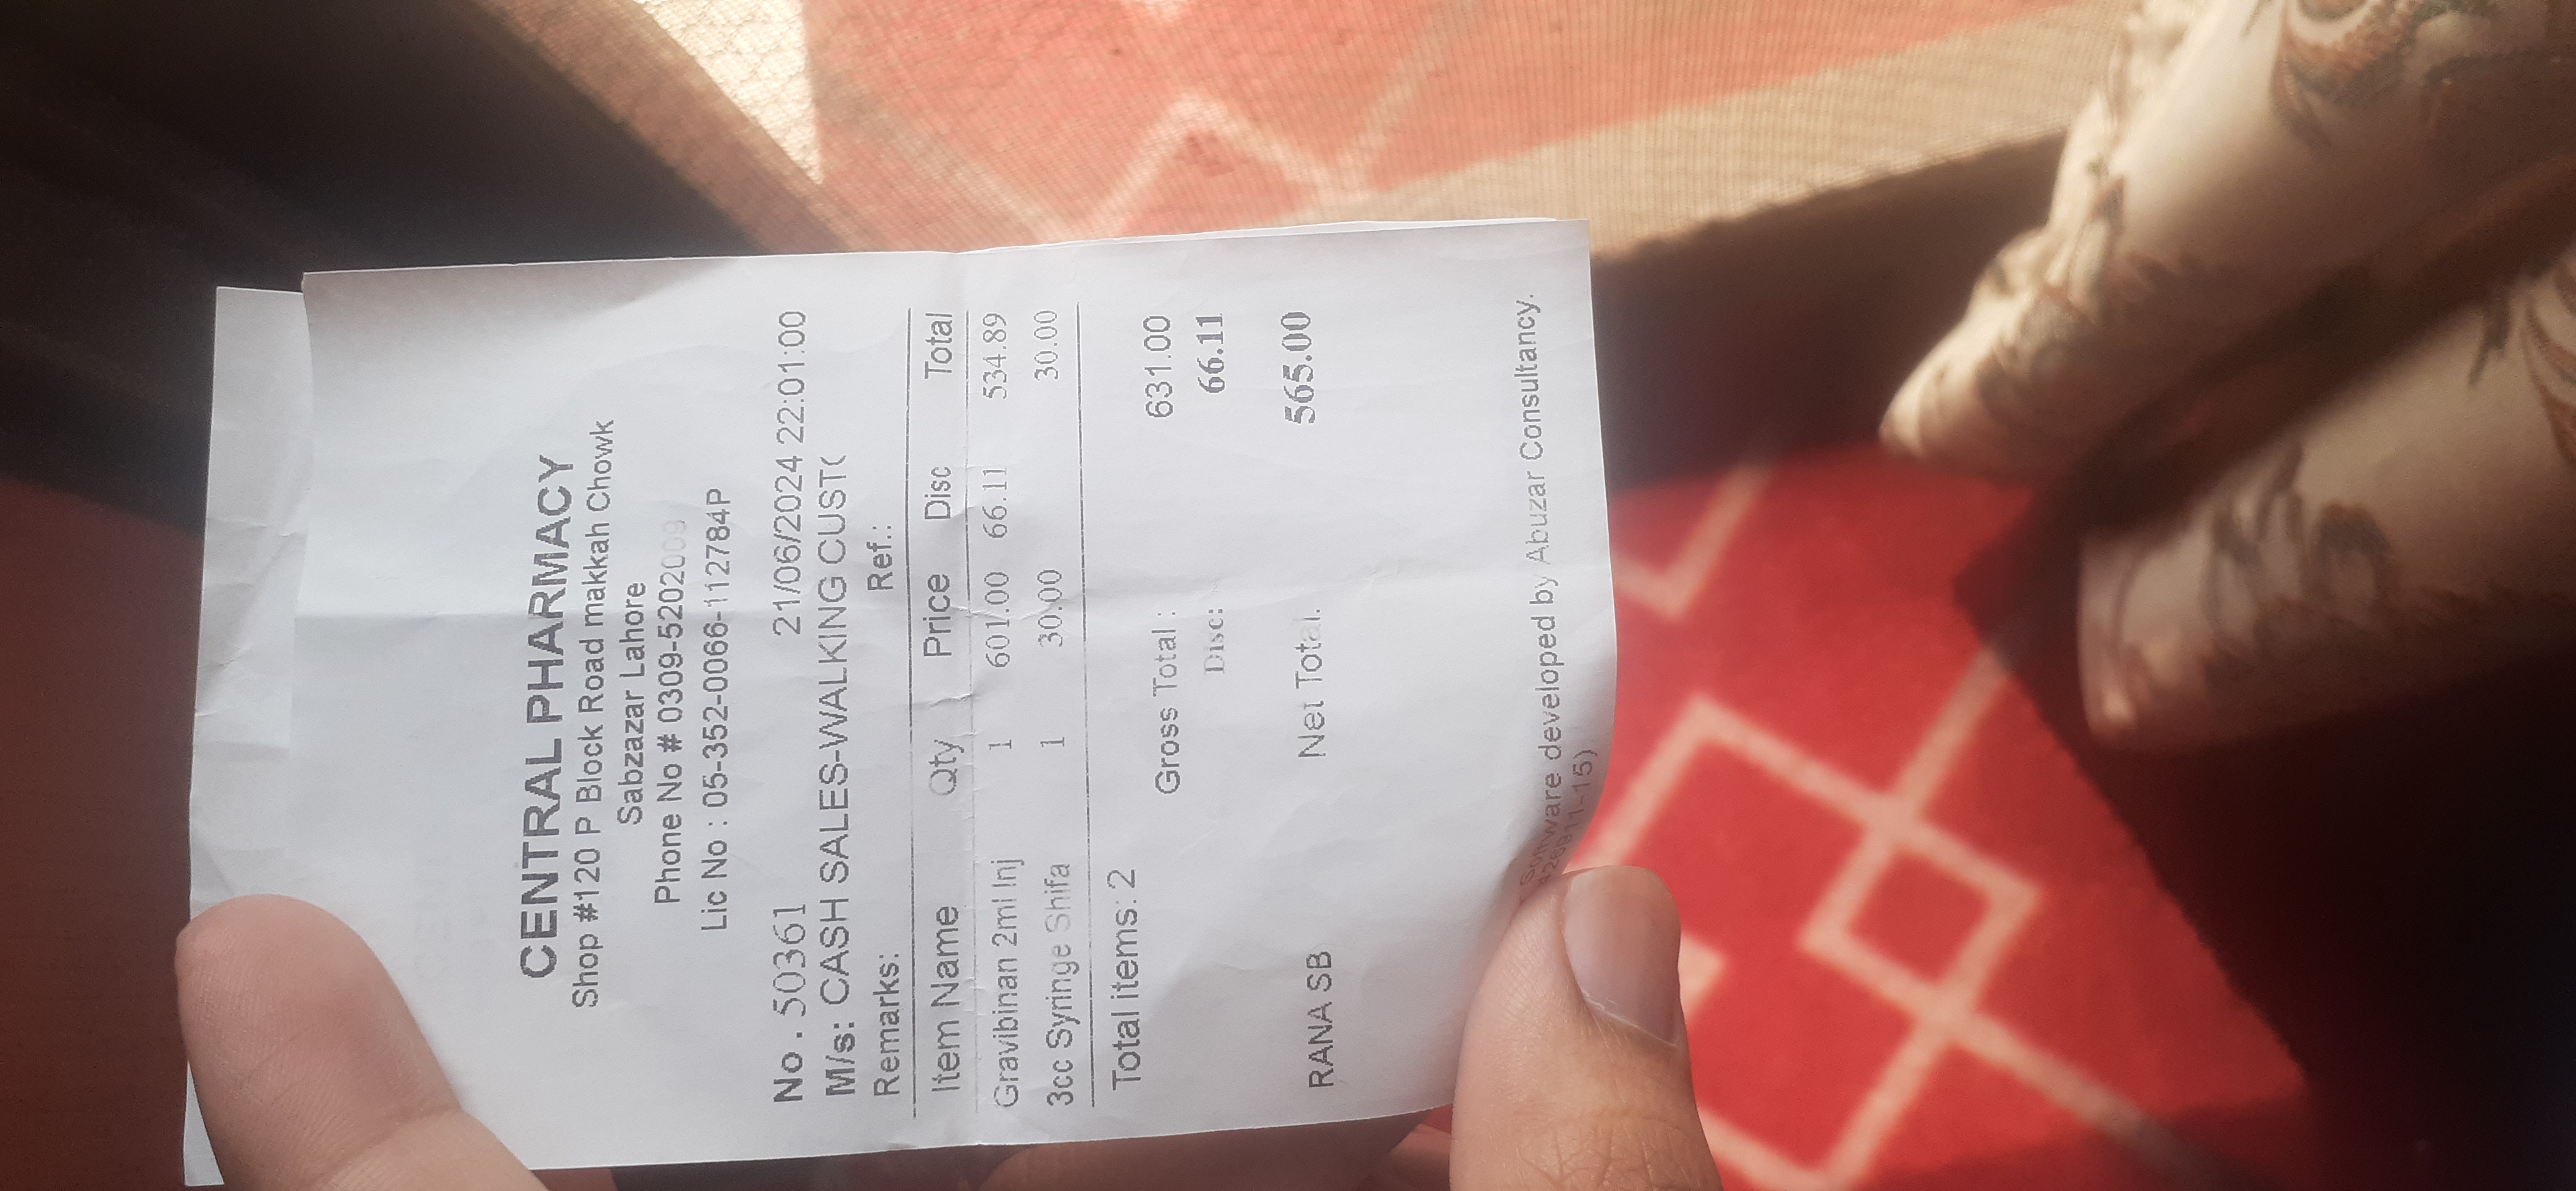 CENTRAL PHARMACY
Shop #120 P Block Road makkah Chowk
Sabzazar Lahore
Phone No # 0309-5202009
Lic No : 05-352-0066-112784P
No . 50361 21/06/2024 22:01:00
M/s: CASH SALES-WALKING CUSTO
Remarks: Ref.:
Item Name Qty Price Disc Total
Gravibinan 2ml Inj 1 601.00 66.11 534.89
3cc Syringe Shifa 1 30.00 30.00
Total items: 2
Gross Total : 631.00
Disc: 66.11
RANA SB Net Total. 565.00
Software developed by Abuzar Consultancy.
11-15)